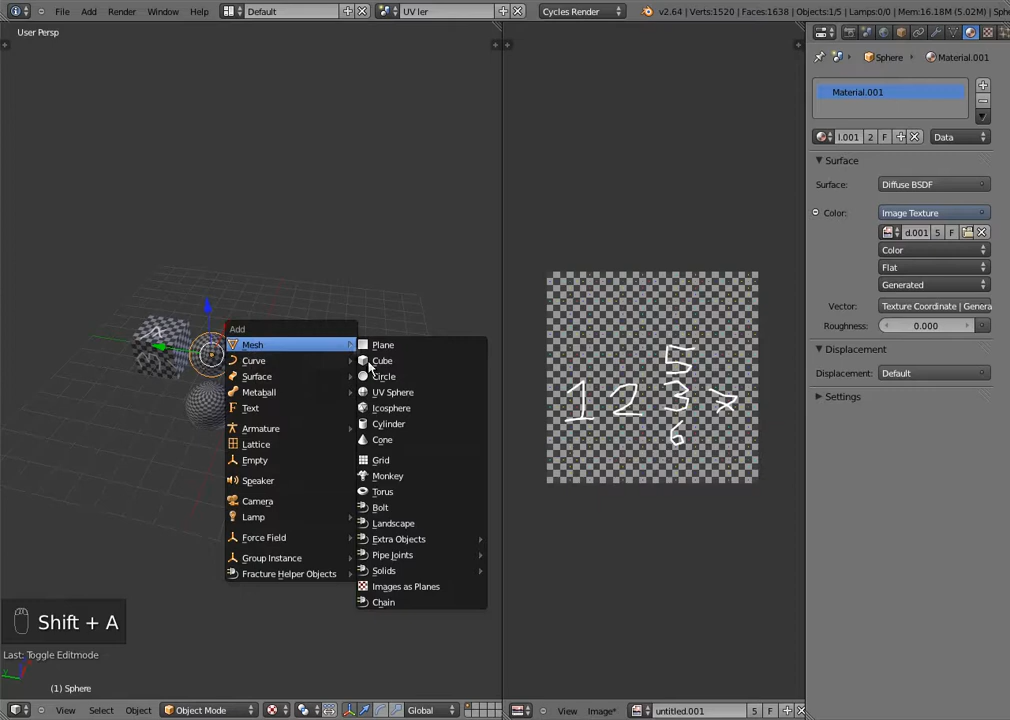 File Add Render Window Help Default UV ler Cycles Render v2.64 | Verts:1520 | Faces:1638 | Objects:1/5 | Lamps:0/0 | Mem:16.18M (5.02M) | Sphe
User Persp
Sphere Material.001
Material.001
l.001 2 F Data
Surface
Surface: Diffuse BSDF
Color: Image Texture
d.001 5 F
Color
Flat
Generated
Vector: Texture Coordinate | Genera
Roughness: 0.000
Displacement
Displacement: Default
Settings
Add
Mesh
Curve
Surface
Metaball
Text
Armature
Lattice
Empty
Speaker
Camera
Lamp
Force Field
Group Instance
Fracture Helper Objects
Plane
Cube
Circle
UV Sphere
Icosphere
Cylinder
Cone
Grid
Monkey
Torus
Bolt
Landscape
Extra Objects
Pipe Joints
Solids
Images as Planes
Chain
5
1 2 3
6
Shift + A
Last: Toggle Editmode
(1) Sphere
View Select Object Object Mode Global
View Image* untitled.001 5 F